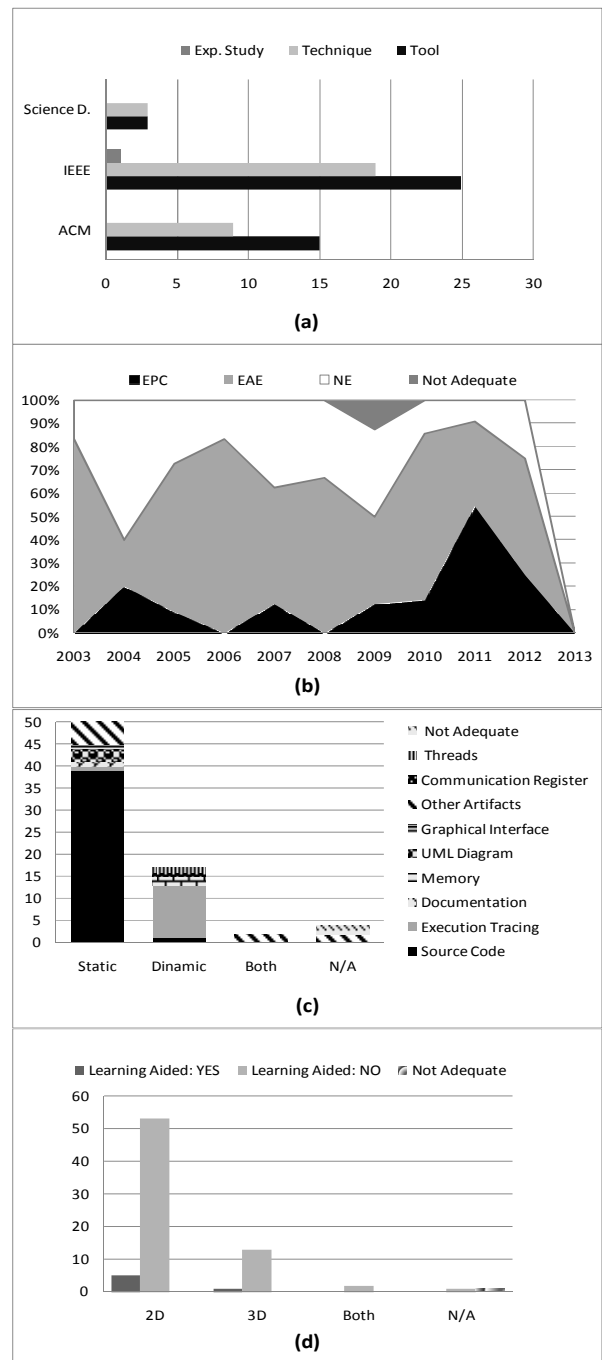 Exp. Study Technique Tool
Science D.
IEEE
ACM
0 5 10 15 20 25 30
(a)
EPC EAE NE Not Adequate
100%
90%
80%
70%
60%
50%
40%
30%
20%
10%
0%
2003 2004 2005 2006 2007 2008 2009 2010 2011 2012 2013
(b)
50
45
40
35
30
25
20
15
10
5
0
Not Adequate
Threads
Communication Register
Other Artifacts
Graphical Interface
UML Diagram
Memory
Documentation
Execution Tracing
Source Code
Static Dinamic Both N/A
(c)
Learning Aided: YES Learning Aided: NO Not Adequate
60
50
40
30
20
10
0
2D 3D Both N/A
(d)